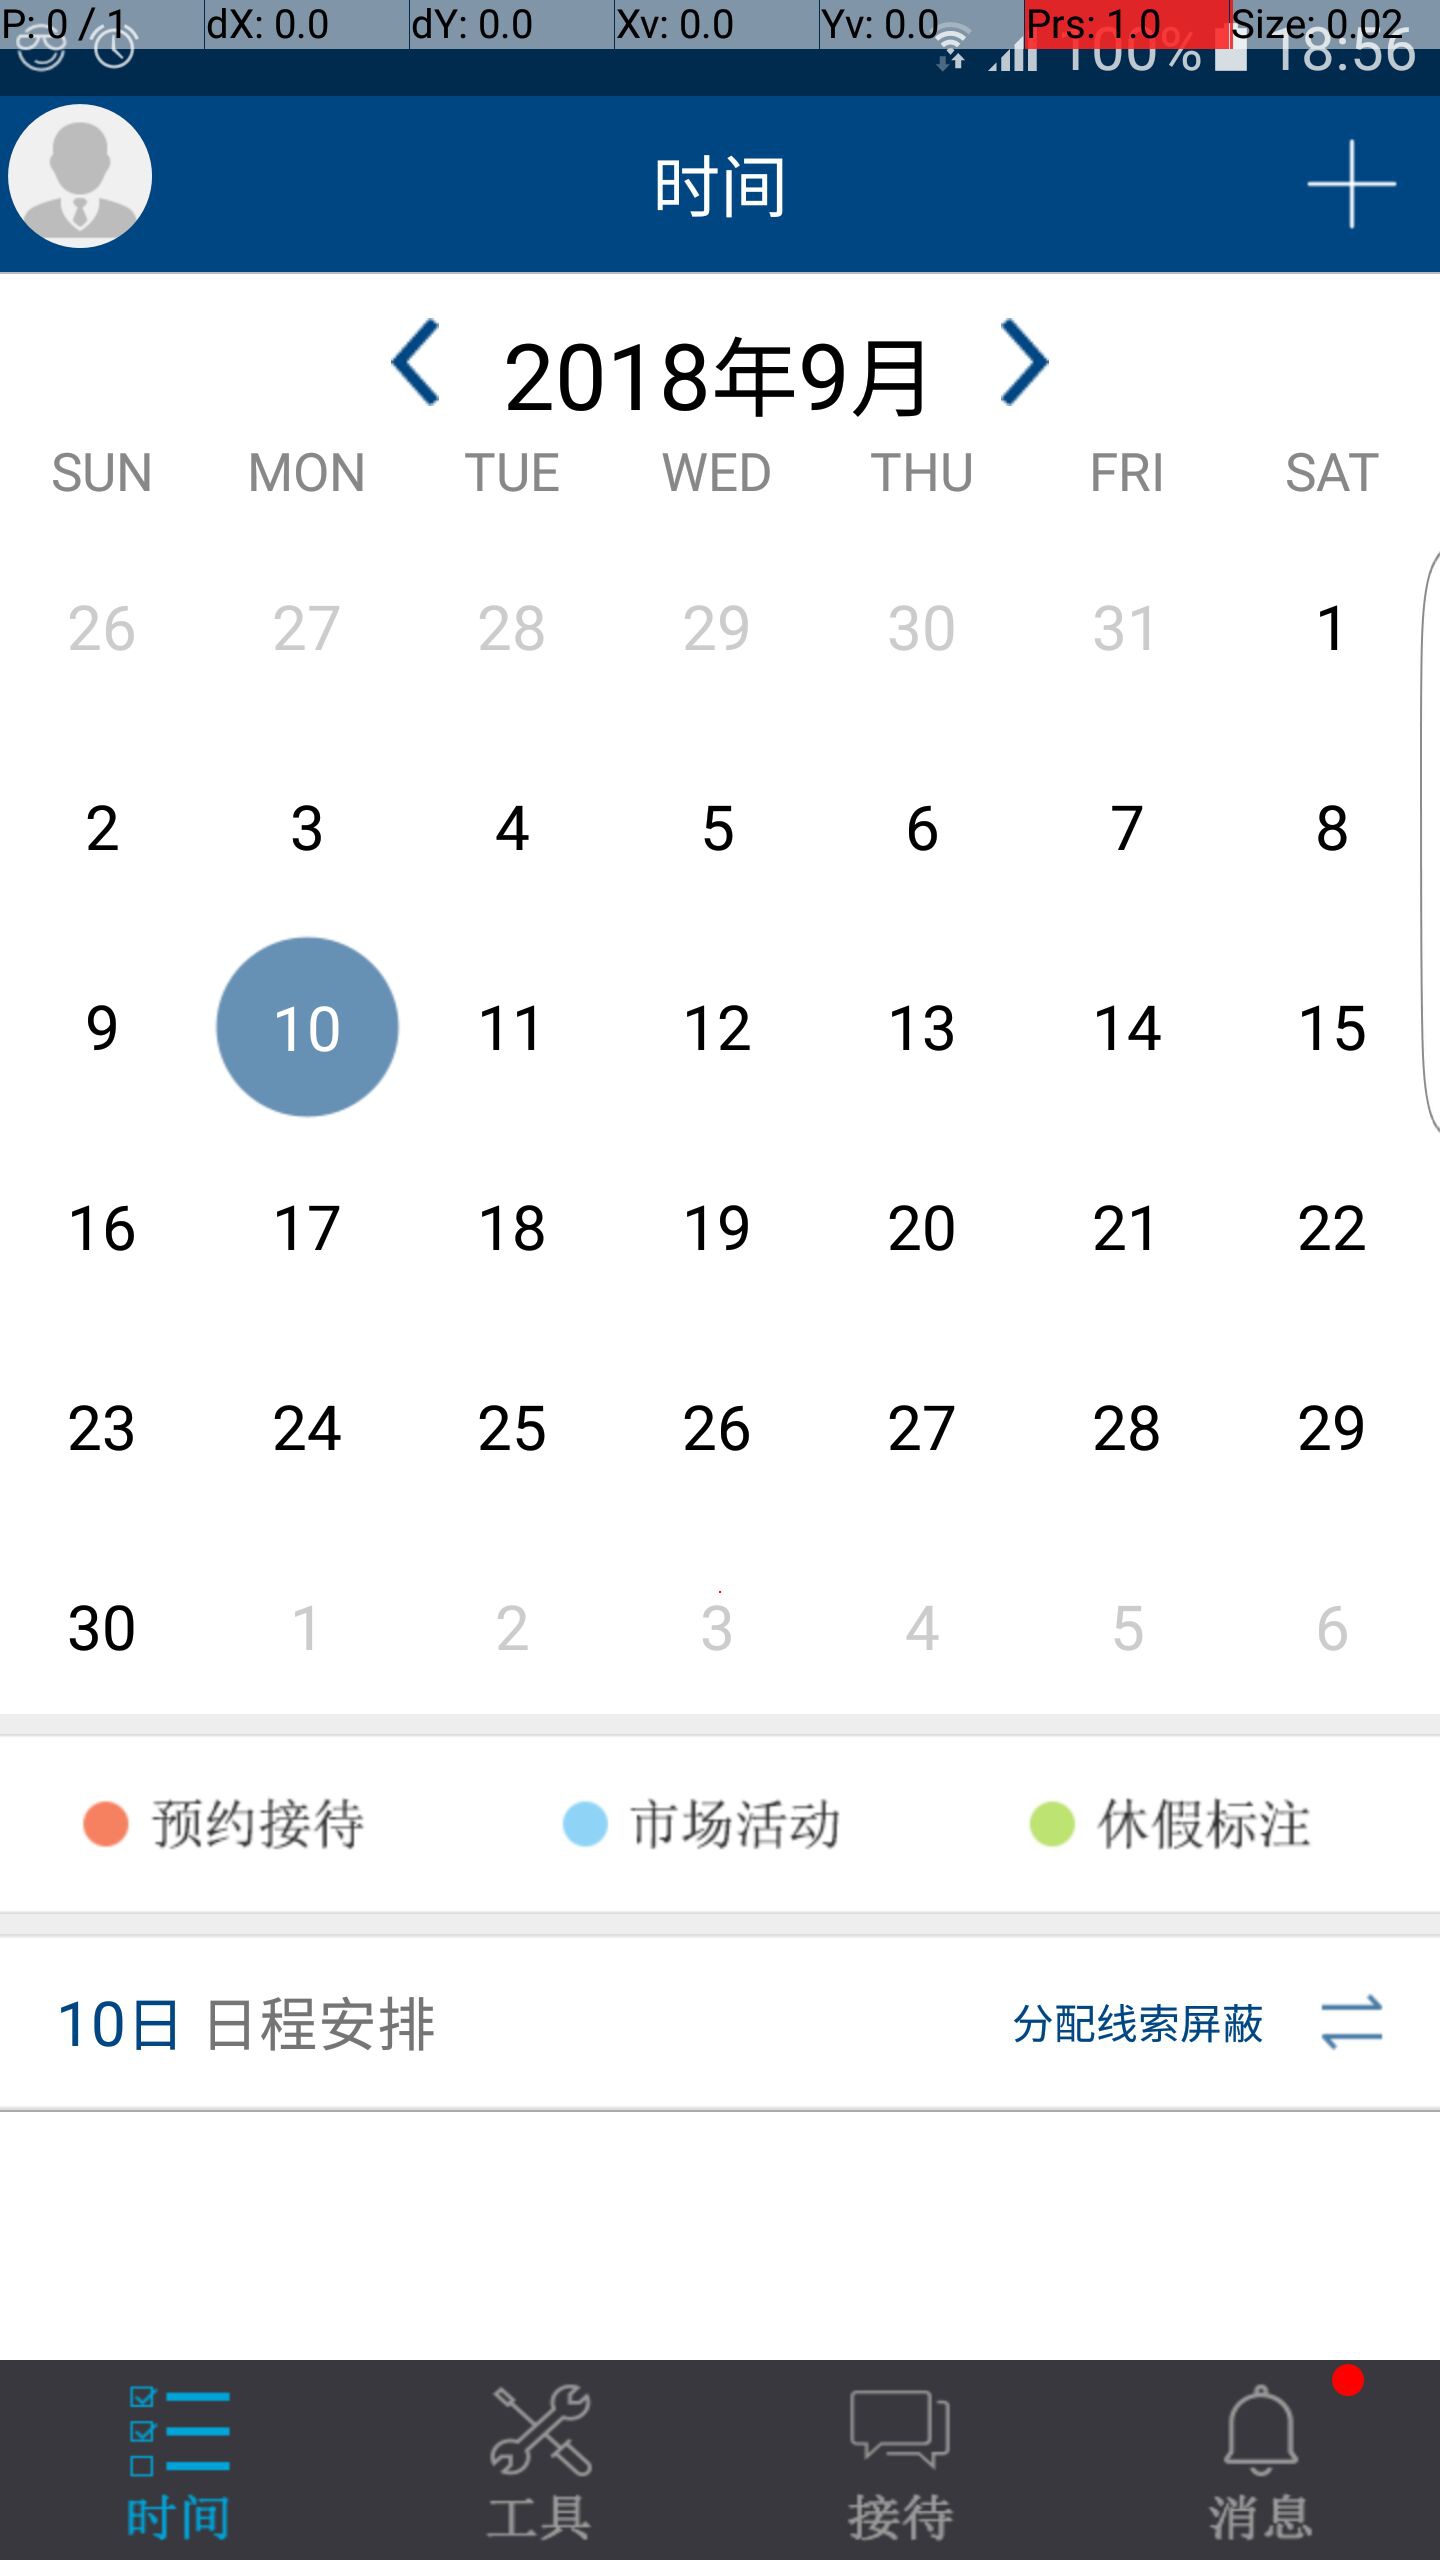 P: 0 / 1 dX: 0.0 dY: 0.0 Xv: 0.0 Yv: 0.0 Prs: 1.0 Size: 0.02
100% 18:56
时间
2018年9月
SUN MON TUE WED THU FRI SAT
26 27 28 29 30 31 1
2 3 4 5 6 7 8
9 10 11 12 13 14 15
16 17 18 19 20 21 22
23 24 25 26 27 28 29
30 1 2 3 4 5 6
预约接待 市场活动 休假标注
10日 日程安排 分配线索屏蔽
时间 工具 接待 消息